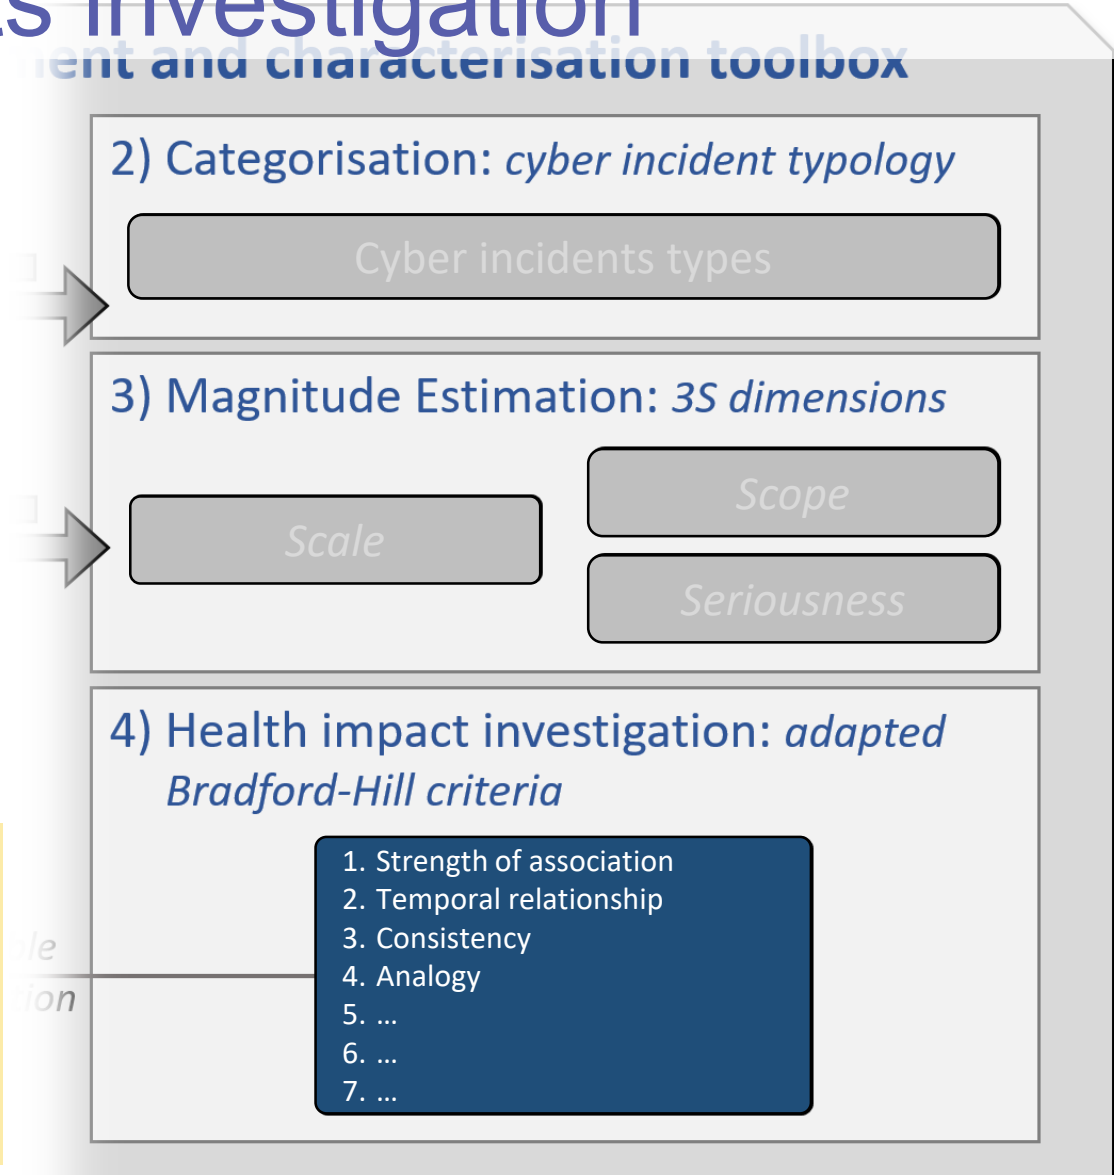 investigation
and characterisation toolbox
2) Categorisation: cyber incident typology
Cyber incidents types
3) Magnitude Estimation: 3S dimensions
Scope
Scale
Seriousness
4) Health impact investigation: adapted
Bradford-Hill criteria
1. Strength of association
2. Temporal relationship
3. Consistency
4. Analogy
5. ...
6. ...
7. ...